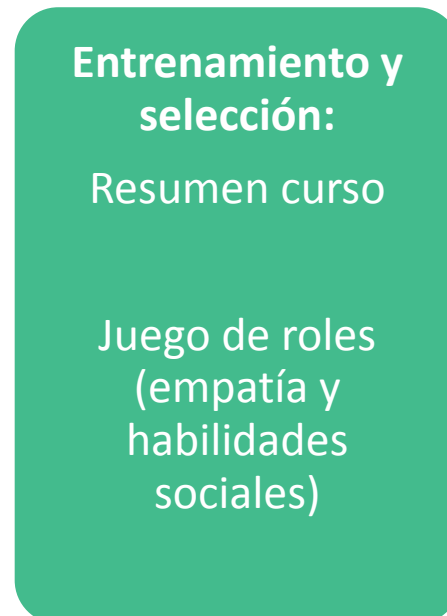 Entrenamiento y
selección:
Resumen curso
Juego de roles
(empatía y
habilidades
sociales)